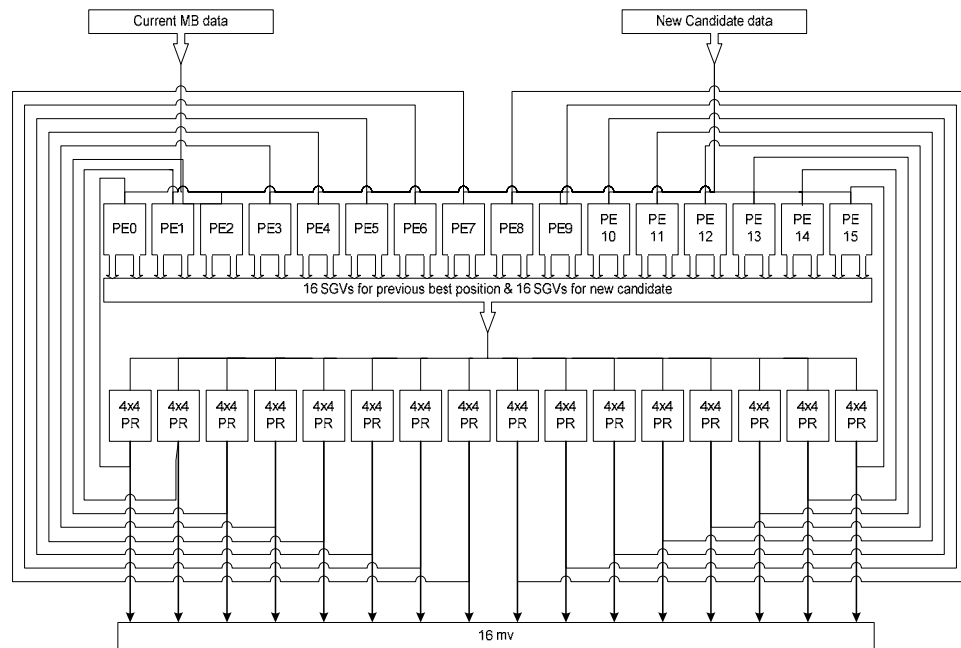 Current MB data
New Candidate data
PE0 PE1 PE2 PE3 PE4 PE5 PE6 PE7 PE8 PE9 PE 10 PE 11 PE 12 PE 13 PE 14 PE 15
16 SGVs for previous best position & 16 SGVs for new candidate
4x4 4x4 4x4 4x4 4x4 4x4 4x4 4x4 4x4 4x4 4x4 4x4 4x4 4x4 4x4 4x4
PR PR PR PR PR PR PR PR PR PR PR PR PR PR PR PR
16 mv